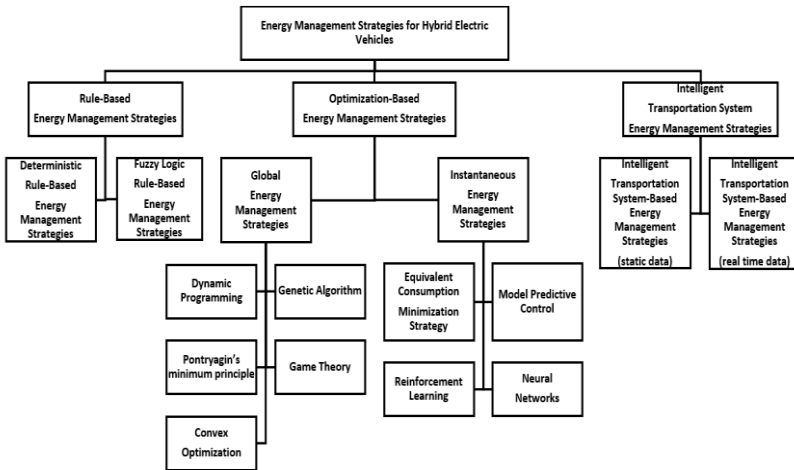 Energy Management Strategies for Hybrid Electric
Vehicles
Rule-Based
Energy Management Strategies
Optimization-Based
Energy Management Strategies
Intelligent
Transportation System
Energy Management Strategies
Deterministic
Rule-Based
Energy
Management
Strategies
Fuzzy Logic
Rule-Based
Energy
Management
Strategies
Global
Energy
Management
Strategies
Instantaneous
Energy
Management
Strategies
Intelligent
Transportation
System-Based
Energy
Management
Strategies
(static data)
Intelligent
Transportation
System-Based
Energy
Management
Strategies
(real time data)
Dynamic
Programming
Genetic Algorithm
Equivalent
Consumption
Minimization
Strategy
Model Predictive
Control
Pontryagin's
minimum principle
Game Theory
Reinforcement
Learning
Neural
Networks
Convex
Optimization